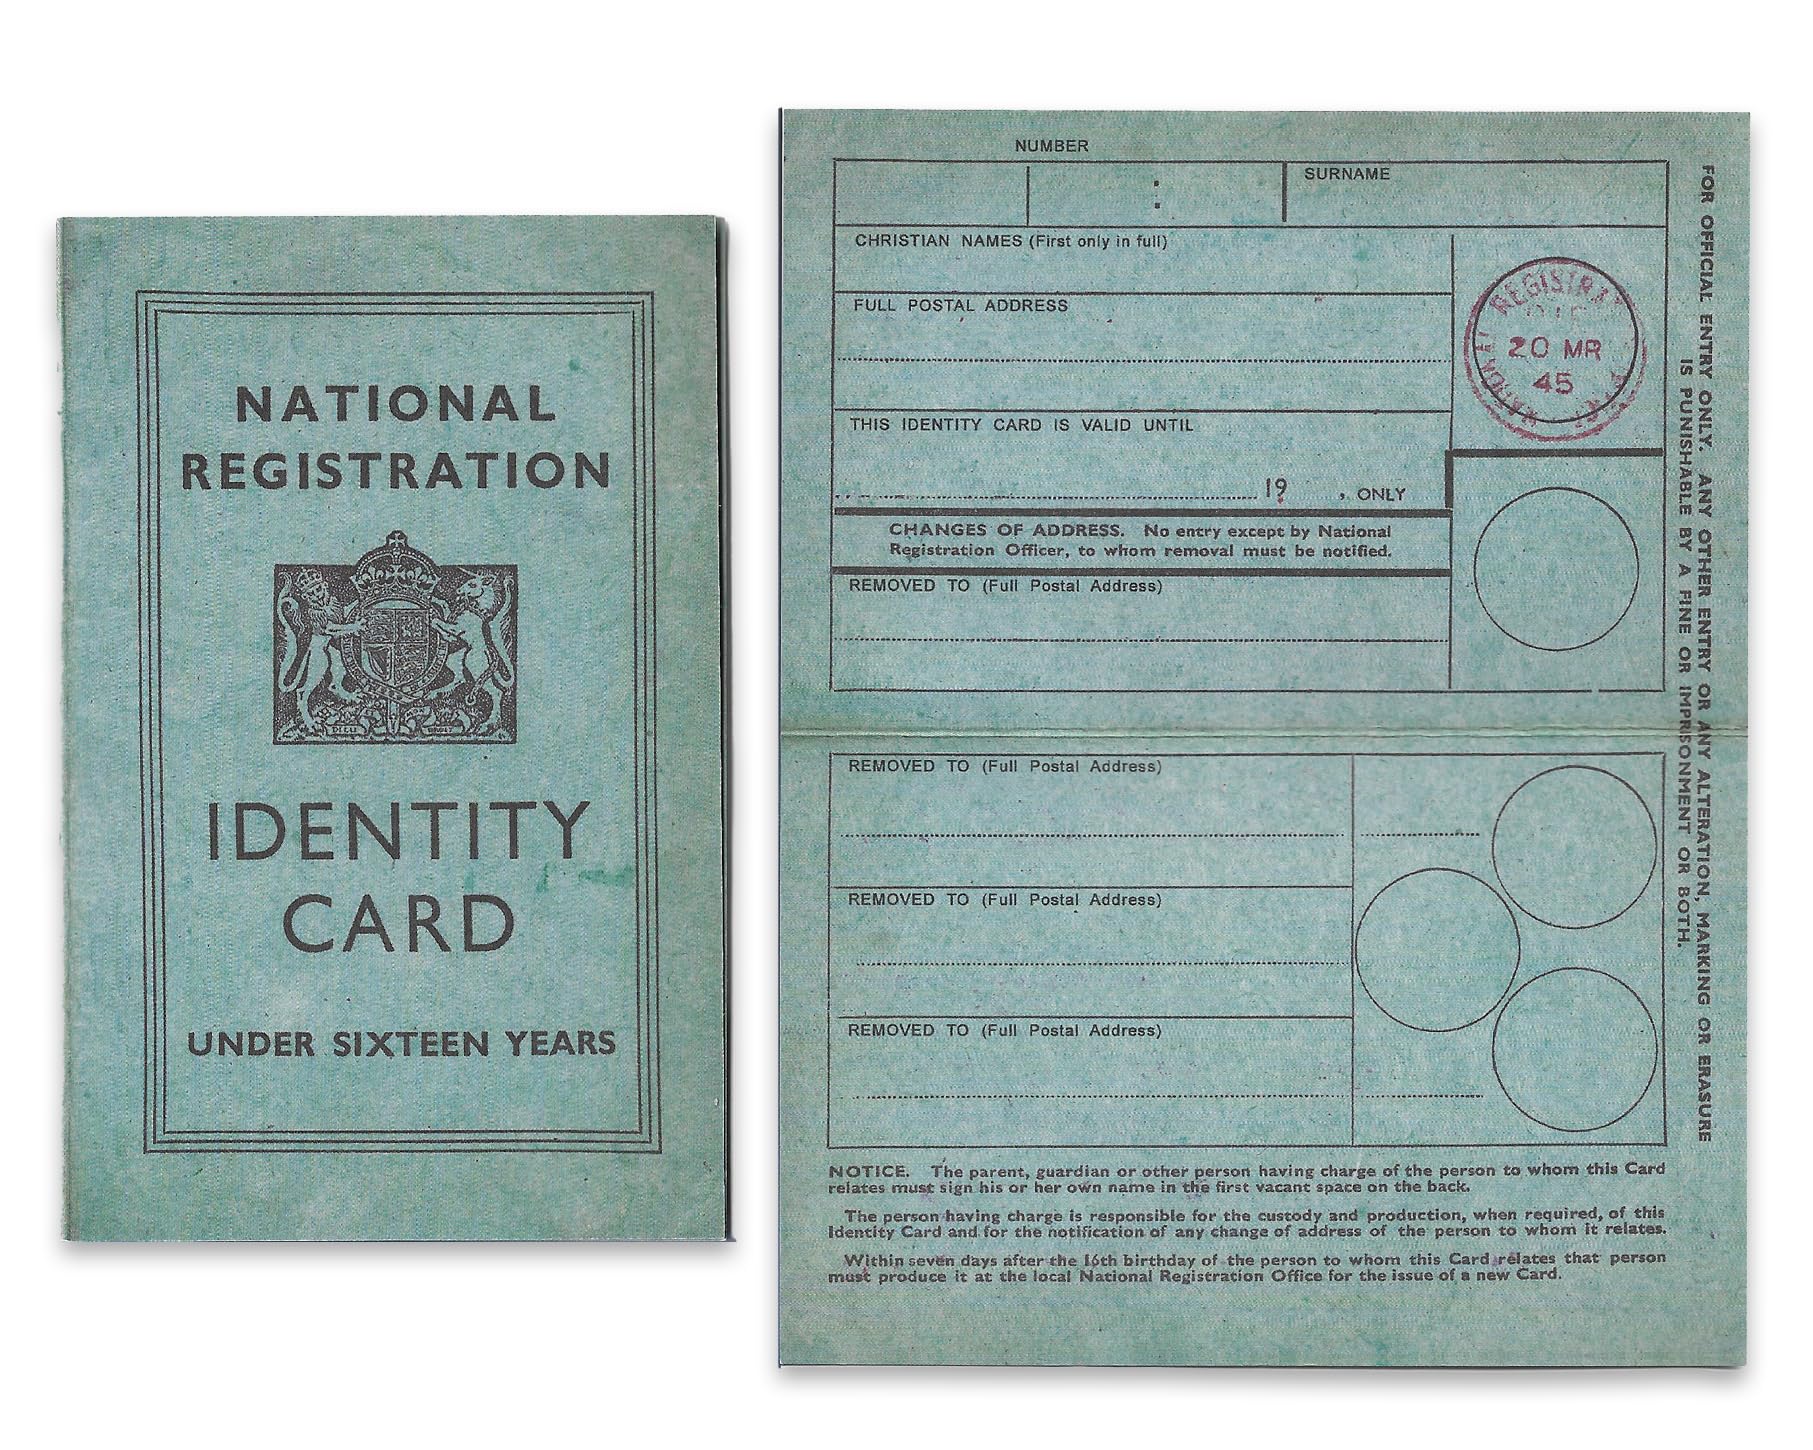 NATIONAL
REGISTRATION
DIEU DROIT
IDENTITY
CARD
UNDER SIXTEEN YEARS
NUMBER
:
SURNAME
CHRISTIAN NAMES (First only in full)
FULL POSTAL ADDRESS
REGISTRA
20 MR
45
NATIONAL
THIS IDENTITY CARD IS VALID UNTIL
19 , ONLY
CHANGES OF ADDRESS. No entry except by National
Registration Officer, to whom removal must be notified.
REMOVED TO (Full Postal Address)
REMOVED TO (Full Postal Address)
REMOVED TO (Full Postal Address)
REMOVED TO (Full Postal Address)
NOTICE. The parent, guardian or other person having charge of the person to whom this Card
relates must sign his or her own name in the first vacant space on the back.
The person having charge is responsible for the custody and production, when required, of this
Identity Card and for the notification of any change of address of the person to whom it relates.
Within seven days after the 16th birthday of the person to whom this Card relates that person
must produce it at the local National Registration Office for the issue of a new Card.
FOR OFFICIAL ENTRY ONLY. ANY OTHER ENTRY OR ANY ALTERATION, MARKING OR ERASURE
IS PUNISHABLE BY A FINE OR IMPRISONMENT OR BOTH.